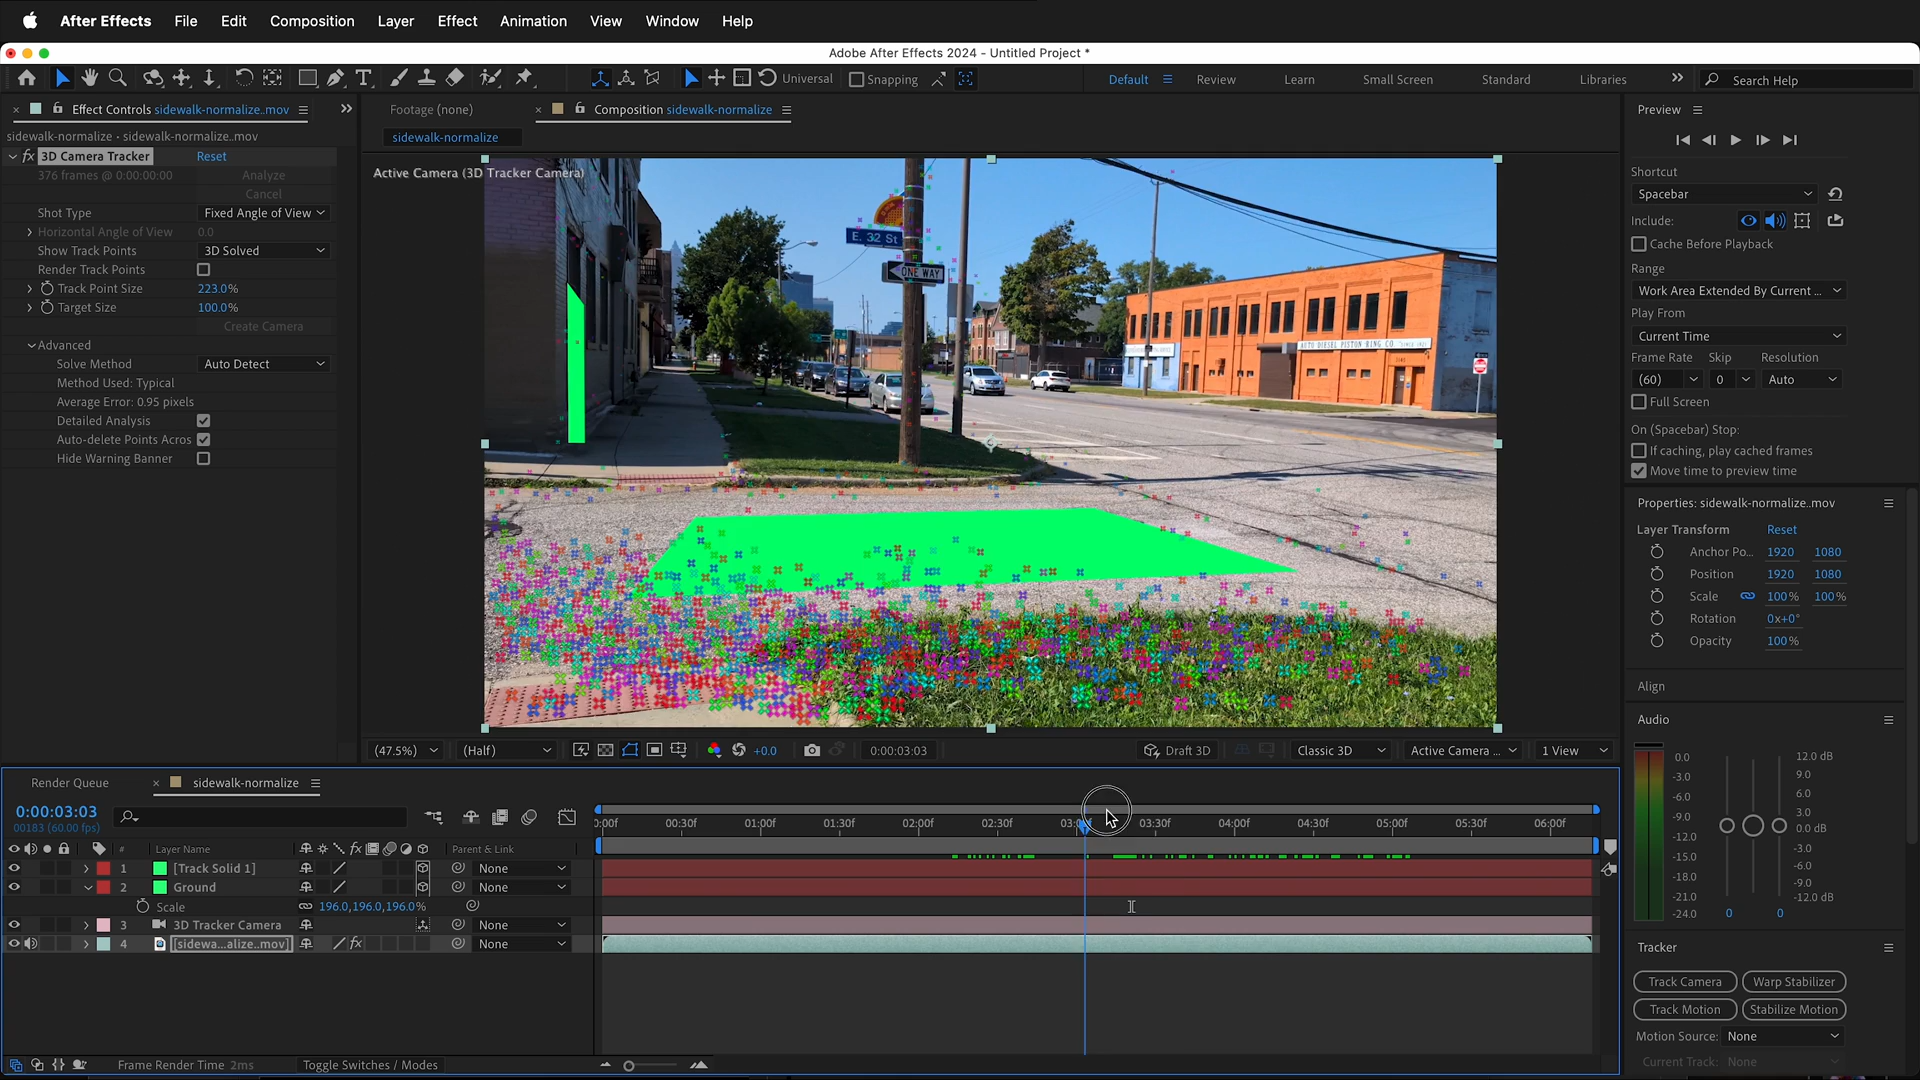 After Effects File Edit Composition Layer Effect Animation View Window Help
Adobe After Effects 2024 - Untitled Project *
Universal Snapping Default Review Learn Small Screen Standard Libraries Search Help
Effect Controls sidewalk-normalize..mov
sidewalk-normalize • sidewalk-normalize..mov
fx 3D Camera Tracker Reset
376 frames @ 0:00:00:00 Analyze
Cancel
Shot Type Fixed Angle of View
Horizontal Angle of View 0.0
Show Track Points 3D Solved
Render Track Points
Track Point Size 223.0%
Target Size 100.0%
Create Camera
Advanced
Solve Method Auto Detect
Method Used: Typical
Average Error: 0.95 pixels
Detailed Analysis
Auto-delete Points Acros
Hide Warning Banner
Footage (none) Composition sidewalk-normalize
sidewalk-normalize
Active Camera (3D Tracker Camera)
E. 32 St
ONE WAY
AUTO DIESEL PISTON RING CO.
(47.5%) (Half) +0.0 0:00:03:03 Draft 3D Classic 3D Active Camera ... 1 View
Preview
Shortcut
Spacebar
Include:
Cache Before Playback
Range
Work Area Extended By Current ...
Play From
Current Time
Frame Rate Skip Resolution
(60) 0 Auto
Full Screen
On (Spacebar) Stop:
If caching, play cached frames
Move time to preview time
Properties: sidewalk-normalize..mov
Layer Transform Reset
Anchor Po... 1920 1080
Position 1920 1080
Scale 100% 100%
Rotation 0x+0°
Opacity 100%
Align
Audio
0.0 12.0 dB
-3.0 9.0
-6.0 6.0
-9.0 3.0
-12.0 0.0 dB
-15.0 -3.0
-18.0 -6.0
-21.0 -9.0
-24.0 -12.0 dB
0 0
Tracker
Track Camera Warp Stabilizer
Track Motion Stabilize Motion
Motion Source: None
Current Track: None
Render Queue sidewalk-normalize
0:00:03:03
00183 (60.00 fps)
0:00f 00:30f 01:00f 01:30f 02:00f 02:30f 03:00f 03:30f 04:00f 04:30f 05:00f 05:30f 06:00f
# Layer Name fx Parent & Link
1 [Track Solid 1] None
2 Ground None
Scale 196.0,196.0,196.0%
3 3D Tracker Camera None
4 [sidewa...alize..mov] fx None
Frame Render Time 2ms Toggle Switches / Modes